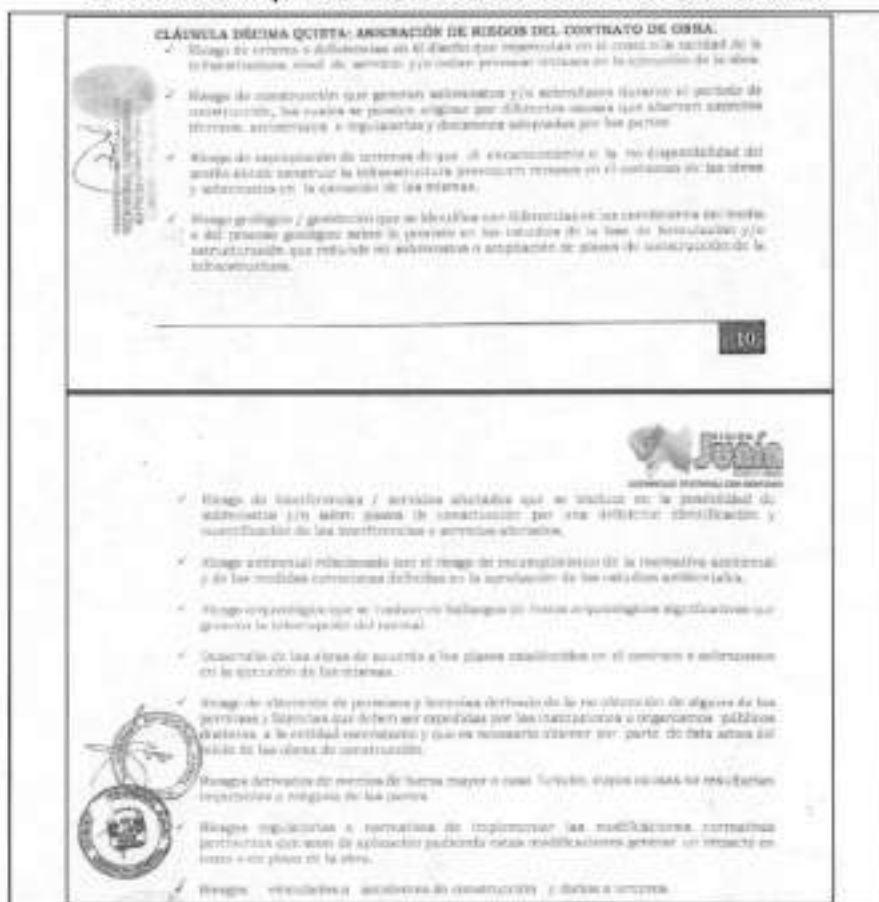 CLÁUSULA DÉCIMA QUINTA: ASIGNACIÓN DE RIESGOS DEL CONTRATO DE OBRA.
✓ Riesgo de errores o deficiencias en el diseño que repercutan en el costo o la calidad de la
infraestructura, nivel de servicio y/o puedan provocar retrasos en la ejecución de la obra.
✓ Riesgo de construcción que generan sobrecostos y/o sobreplazos durante el periodo de
construcción, los cuales se pueden originar por diferentes causas que abarcan aspectos
técnicos, ambientales o regulatorios y decisiones adoptadas por las partes
✓ Riesgo de expropiación de terrenos de que el encarecimiento o la no disponibilidad del
predio donde construir la infraestructura provoquen retrasos en el comienzo de las obras
y sobrecostos en la ejecución de las mismas.
✓ Riesgo geológico / geotécnico que se identifica con diferencias en las condiciones del medio
o del proceso geológico sobre lo previsto en los estudios de la fase de formulación y/o
estructuración que redunde en sobrecostos o ampliación de plazos de construcción de la
infraestructura.
10
Junín
✓ Riesgo de interferencias / servicios afectados que se traduce en la posibilidad de
sobrecostos y/o sobre plazos de construcción por una deficiente identificación y
cuantificación de las interferencias o servicios afectados.
✓ Riesgo ambiental relacionado con el riesgo de incumplimiento de la normativa ambiental
y de las medidas correctoras definidas en la aprobación de los estudios ambientales.
✓ Riesgo arqueológico que se traduce en hallazgos de restos arqueológicos significativos que
generen la interrupción del normal
✓ Desarrollo de las obras de acuerdo a los plazos establecidos en el contrato o sobrecostos
en la ejecución de las mismas.
✓ Riesgo de obtención de permisos y licencias derivado de la no obtención de alguno de los
permisos y licencias que deben ser expedidas por las instituciones u organismos públicos
distintos a la entidad contratante y que es necesario obtener por parte de ésta antes del
inicio de las obras de construcción.
Riesgos derivados de eventos de fuerza mayor o caso fortuito, cuyas causas no resultarían
imputables a ninguna de las partes.
✓ Riesgos regulatorios o normativos de implementar las modificaciones normativas
pertinentes que sean de aplicación pudiendo estas modificaciones generar un impacto en
costo o en plazo de la obra.
✓ Riesgos vinculados a accidentes de construcción y daños a terceros.